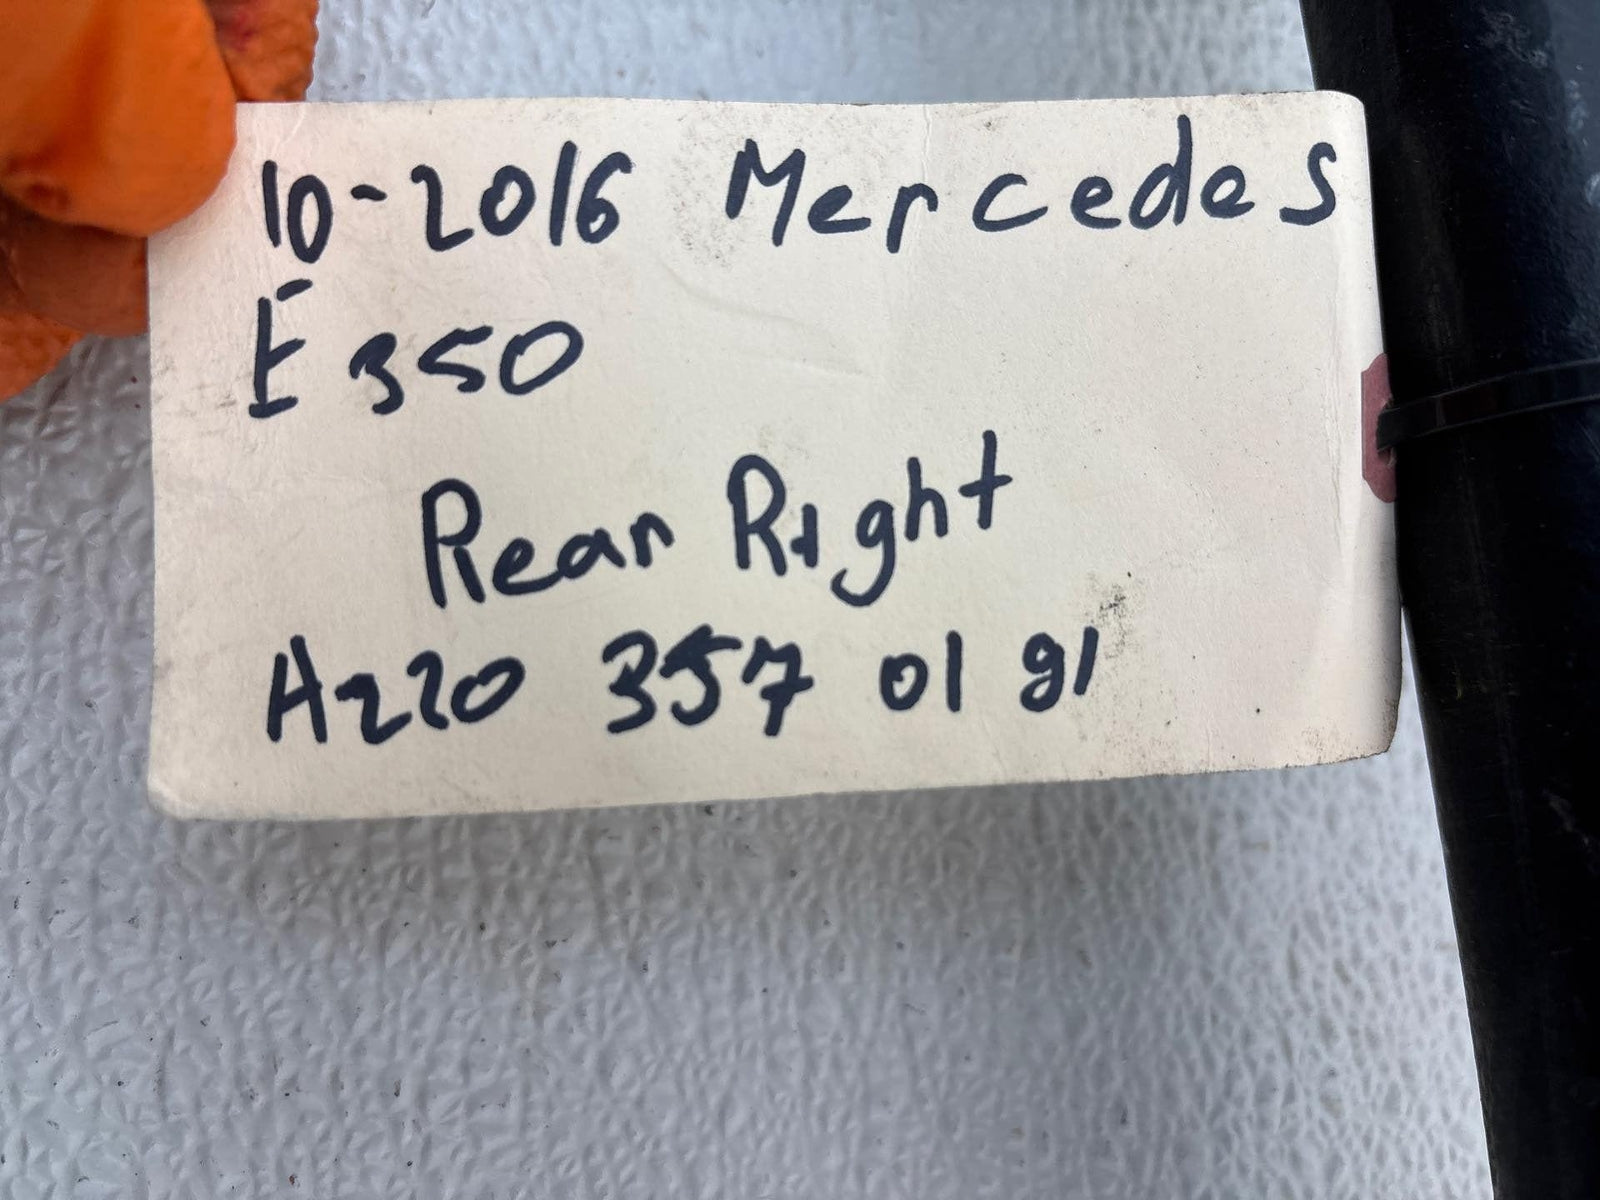 10-2016 Mercedes
E350
Rear Right
A220 357 01 91